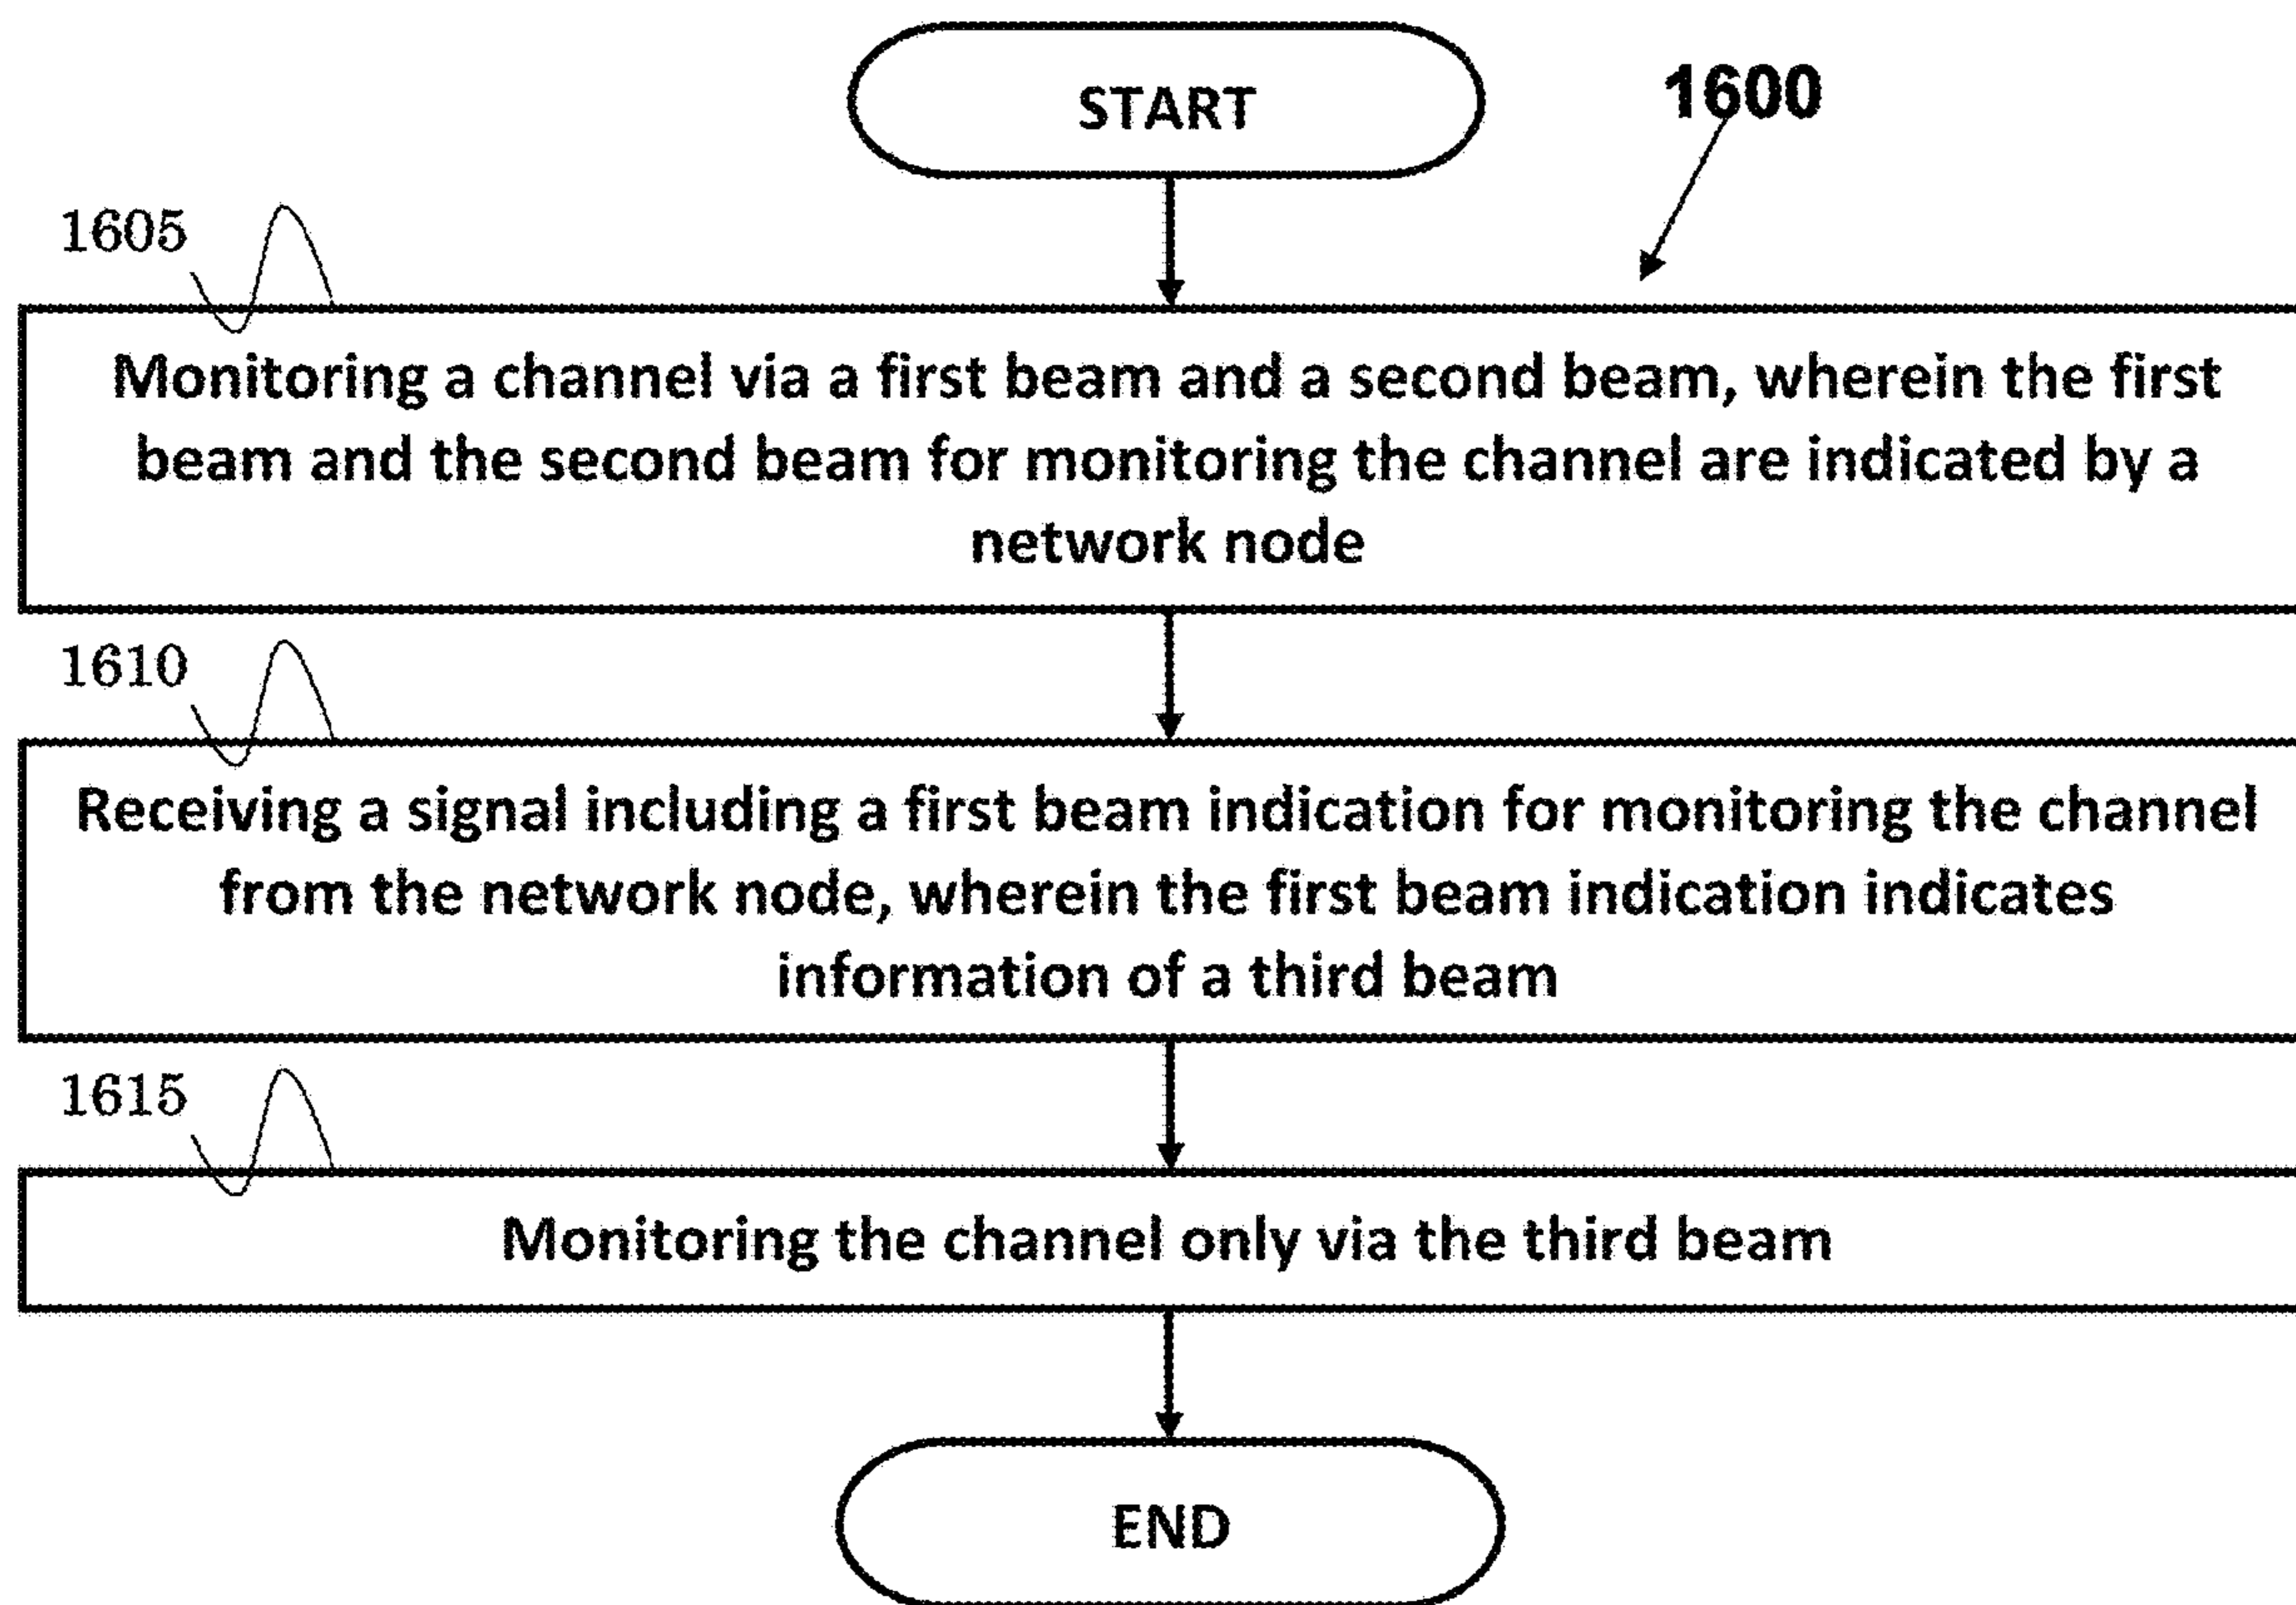 START
1600
1605
Monitoring a channel via a first beam and a second beam, wherein the first
beam and the second beam for monitoring the channel are indicated by a
network node
1610
Receiving a signal including a first beam indication for monitoring the channel
from the network node, wherein the first beam indication indicates
information of a third beam
1615
Monitoring the channel only via the third beam
END